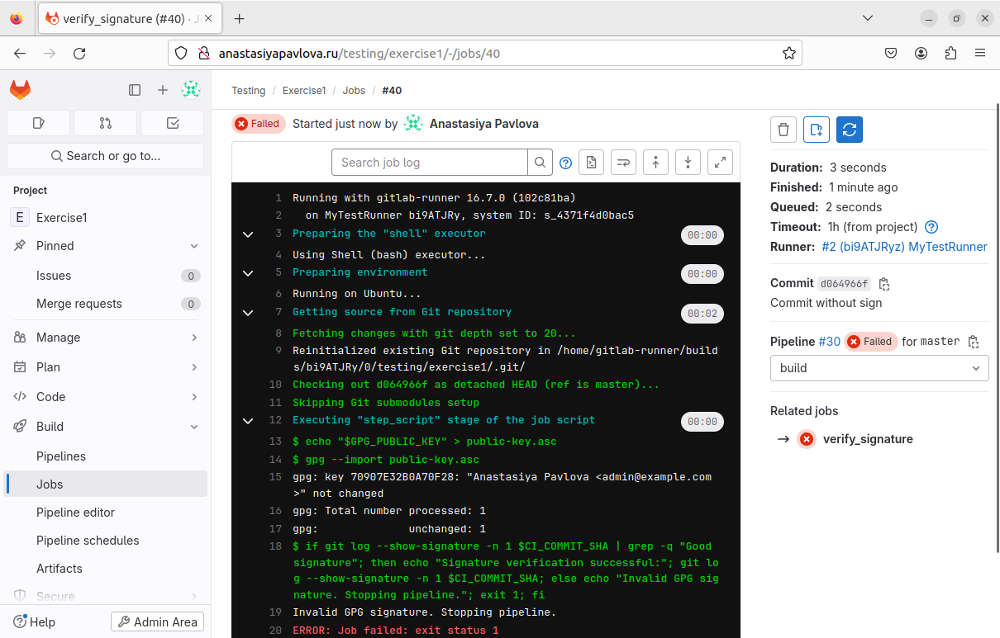 verify_signature (#40) · J
anastasiyapavlova.ru/testing/exercise1/-/jobs/40
Search or go to...
Project
E Exercise1
Pinned
Issues 0
Merge requests 0
Manage
Plan
Code
Build
Pipelines
Jobs
Pipeline editor
Pipeline schedules
Artifacts
Secure
Help
Admin Area
Testing / Exercise1 / Jobs / #40
Failed Started just now by Anastasiya Pavlova
Search job log
1 Running with gitlab-runner 16.7.0 (102c81ba)
2 on MyTestRunner bi9ATJRy, system ID: s_4371f4d0bac5
3 Preparing the "shell" executor 00:00
4 Using Shell (bash) executor...
5 Preparing environment 00:00
6 Running on Ubuntu...
7 Getting source from Git repository 00:02
8 Fetching changes with git depth set to 20...
9 Reinitialized existing Git repository in /home/gitlab-runner/build
s/bi9ATJRy/0/testing/exercise1/.git/
10 Checking out d064966f as detached HEAD (ref is master)...
11 Skipping Git submodules setup
12 Executing "step_script" stage of the job script 00:00
13 $ echo "$GPG_PUBLIC_KEY" > public-key.asc
14 $ gpg --import public-key.asc
15 gpg: key 70907E32B0A70F28: "Anastasiya Pavlova <admin@example.com
>" not changed
16 gpg: Total number processed: 1
17 gpg: unchanged: 1
18 $ if git log --show-signature -n 1 $CI_COMMIT_SHA | grep -q "Good
signature"; then echo "Signature verification successful:"; git lo
g --show-signature -n 1 $CI_COMMIT_SHA; else echo "Invalid GPG sig
nature. Stopping pipeline."; exit 1; fi
19 Invalid GPG signature. Stopping pipeline.
20 ERROR: Job failed: exit status 1
Duration: 3 seconds
Finished: 1 minute ago
Queued: 2 seconds
Timeout: 1h (from project)
Runner: #2 (bi9ATJRyz) MyTestRunner
Commit d064966f
Commit without sign
Pipeline #30 Failed for master
build
Related jobs
verify_signature